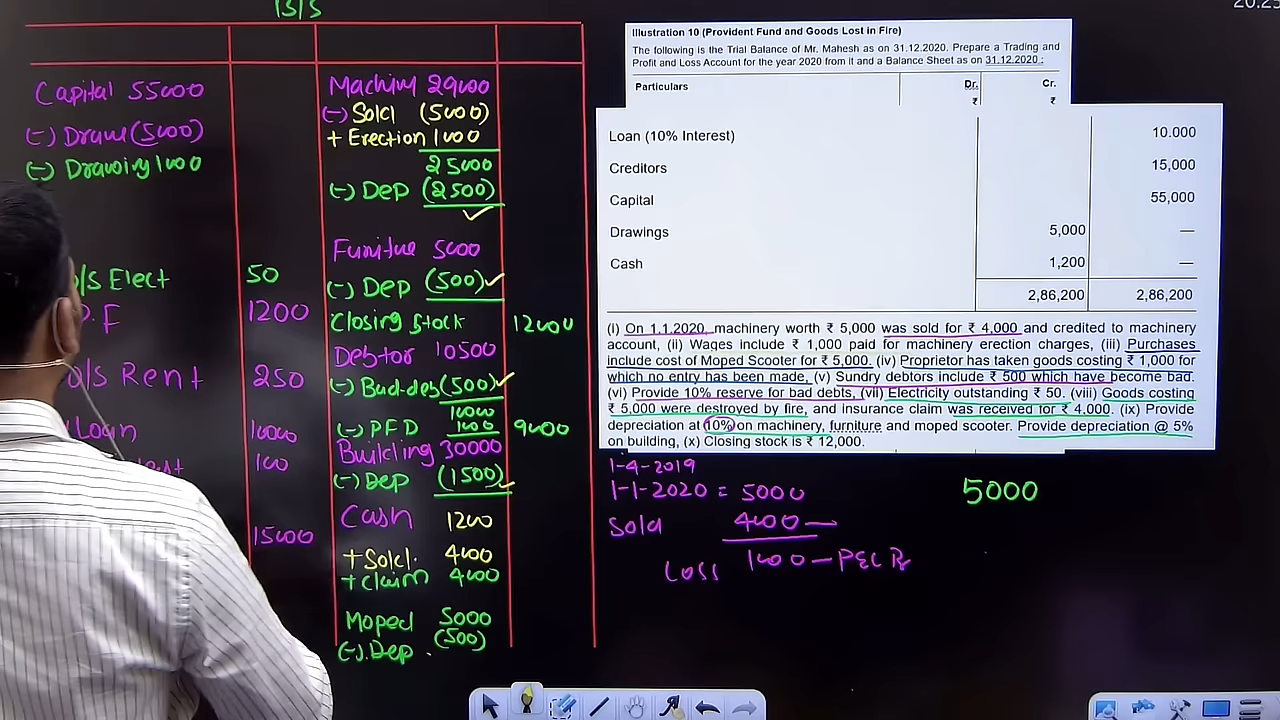 B/S
Capital 55000
(-) Draw (5000)
(-) Drawing 1000
o/s Elect 50
P.F 1200
o/s Rent 250
Loan 10000
100
15000
Machinry 29000
(-) Sold (5000)
+ Erection 1000
25000
(-) Dep (2500)
Furnitue 5000
(-) Dep (500)
Closing stock 12000
Debtor 10500
(-) Bad-deb (500)
10000
(-) PFD 1000 9000
Building 30000
(-) Dep (1500)
Cash 1200
+ Sold. 4000
+ Claim 4000
Moped 5000
(-). Dep. (500)
Illustration 10 (Provident Fund and Goods Lost in Fire)
The following is the Trial Balance of Mr. Mahesh as on 31.12.2020. Prepare a Trading and
Profit and Loss Account for the year 2020 from it and a Balance Sheet as on 31.12.2020 :
Particulars Dr. Cr.
₹ ₹
Loan (10% Interest) 10.000
Creditors 15,000
Capital 55,000
Drawings 5,000 —
Cash 1,200 —
2,86,200 2,86,200
(i) On 1.1.2020, machinery worth ₹ 5,000 was sold for ₹ 4,000 and credited to machinery
account, (ii) Wages include ₹ 1,000 paid for machinery erection charges, (iii) Purchases
include cost of Moped Scooter for ₹ 5,000, (iv) Proprietor has taken goods costing ₹ 1,000 for
which no entry has been made, (v) Sundry debtors include ₹ 500 which have become bad.
(vi) Provide 10% reserve for bad debts, (vii) Electricity outstanding ₹ 50. (viii) Goods costing
₹ 5,000 were destroyed by fire, and insurance claim was received for ₹ 4,000. (ix) Provide
depreciation at 10% on machinery, furniture and moped scooter. Provide depreciation @ 5%
on building, (x) Closing stock is ₹ 12,000.
1-4-2019
1-1-2020 = 5000
Sold 4000 —
Loss 1000 —
5000